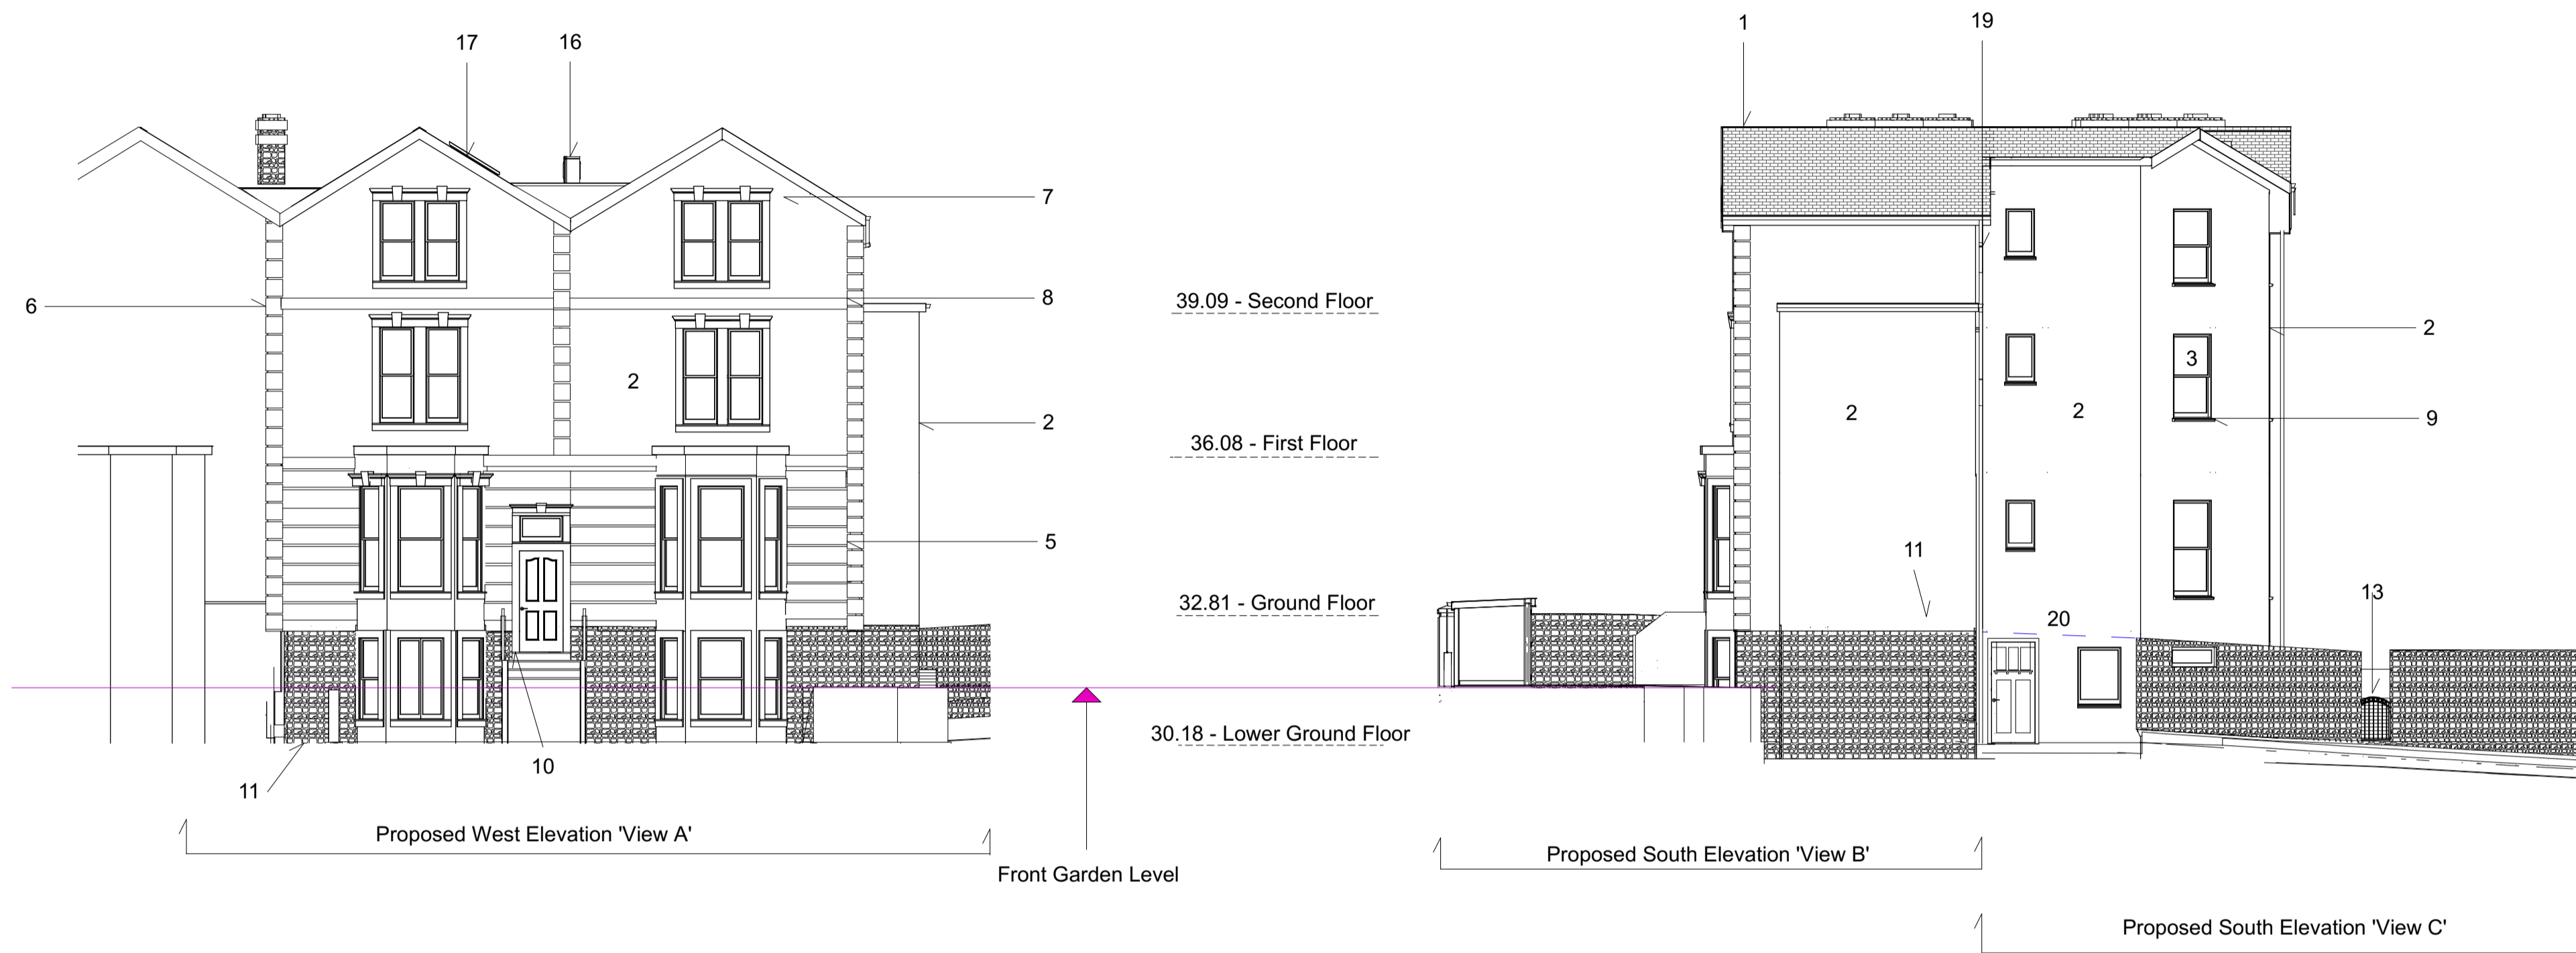 17
16
1
19
7
6
8
39.09 - Second Floor
2
3
2
2
2
2
9
36.08 - First Floor
5
11
13
32.81 - Ground Floor
20
30.18 - Lower Ground Floor
10
11
Proposed West Elevation 'View A'
Proposed South Elevation 'View B'
Front Garden Level
Proposed South Elevation 'View C'